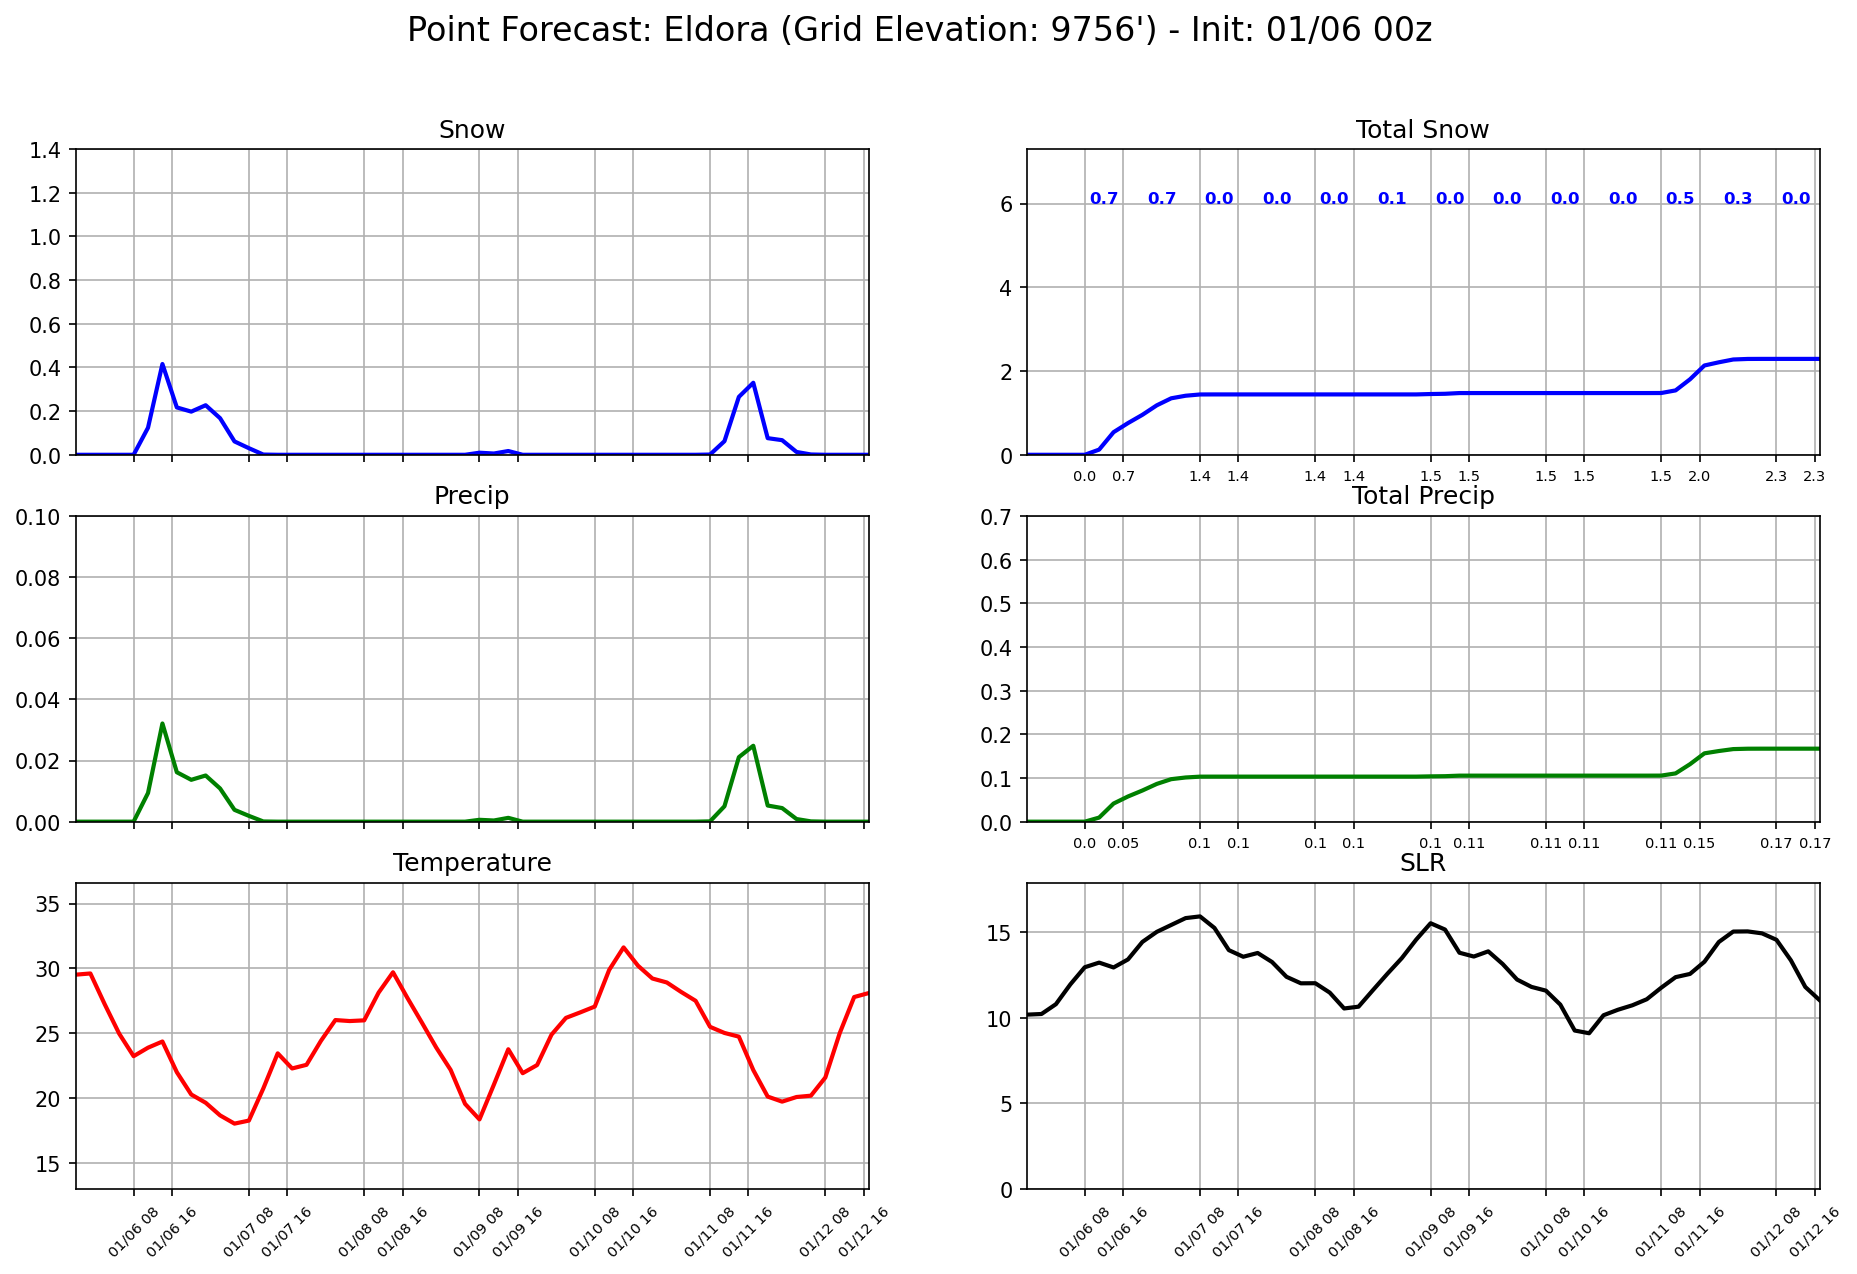 Point Forecast: Eldora (Grid Elevation: 9756') - Init: 01/06 00z
Snow
1.4
1.2
1.0
0.8
0.6
0.4
0.2
0.0
Total Snow
6
4
2
0
0.7 0.7 0.0 0.0 0.0 0.1 0.0 0.0 0.0 0.0 0.5 0.3 0.0
0.0 0.7 1.4 1.4 1.4 1.4 1.5 1.5 1.5 1.5 1.5 2.0 2.3 2.3
Precip
0.10
0.08
0.06
0.04
0.02
0.00
Total Precip
0.7
0.6
0.5
0.4
0.3
0.2
0.1
0.0
0.0 0.05 0.1 0.1 0.1 0.1 0.1 0.11 0.11 0.11 0.11 0.15 0.17 0.17
Temperature
35
30
25
20
15
01/06 08 01/06 16 01/07 08 01/07 16 01/08 08 01/08 16 01/09 08 01/09 16 01/10 08 01/10 16 01/11 08 01/11 16 01/12 08 01/12 16
SLR
15
10
5
0
01/06 08 01/06 16 01/07 08 01/07 16 01/08 08 01/08 16 01/09 08 01/09 16 01/10 08 01/10 16 01/11 08 01/11 16 01/12 08 01/12 16